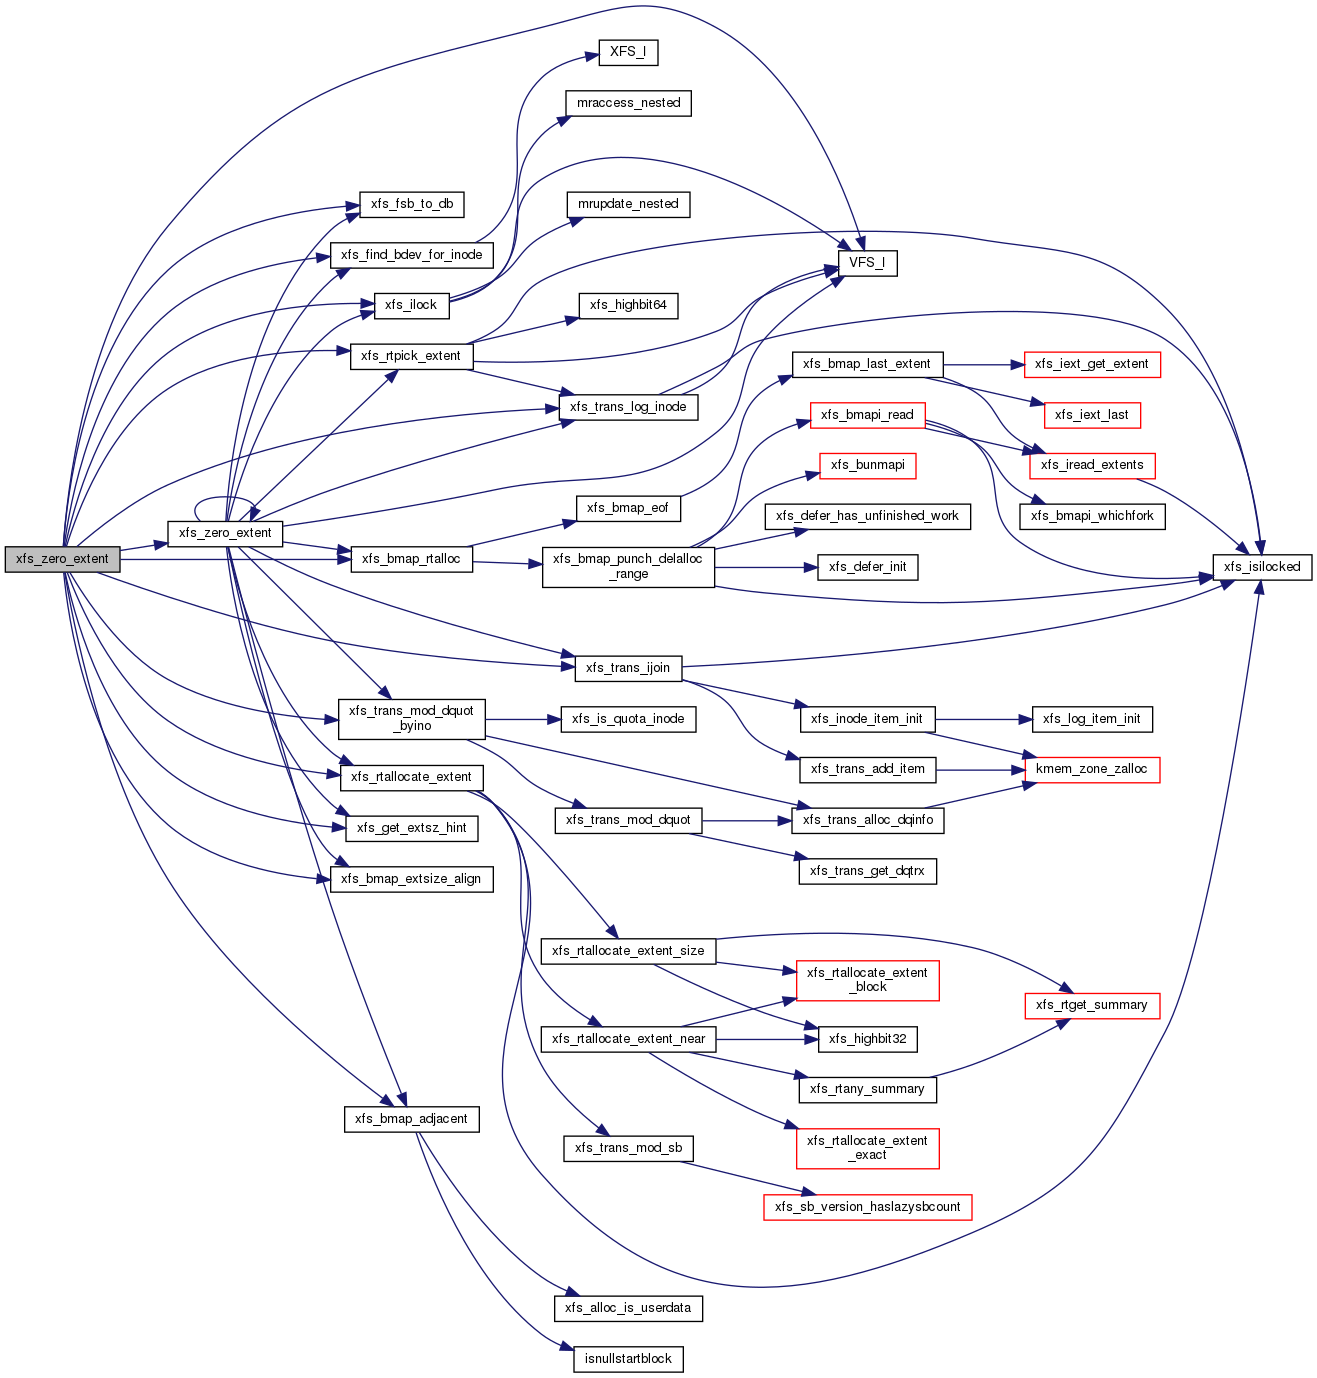 XFS_I
mraccess_nested
xfs_fsb_to_db
mrupdate_nested
xfs_find_bdev_for_inode
VFS_I
xfs_ilock
xfs_highbit64
xfs_rtpick_extent
xfs_bmap_last_extent
xfs_iext_get_extent
xfs_trans_log_inode
xfs_bmapi_read
xfs_iext_last
xfs_bunmapi
xfs_iread_extents
xfs_bmap_eof
xfs_defer_has_unfinished_work
xfs_bmapi_whichfork
xfs_zero_extent
xfs_zero_extent
xfs_bmap_rtalloc
xfs_bmap_punch_delalloc
_range
xfs_defer_init
xfs_isilocked
xfs_trans_ijoin
xfs_trans_mod_dquot
_byino
xfs_is_quota_inode
xfs_inode_item_init
xfs_log_item_init
xfs_rtallocate_extent
xfs_trans_add_item
kmem_zone_zalloc
xfs_get_extsz_hint
xfs_trans_mod_dquot
xfs_trans_alloc_dqinfo
xfs_bmap_extsize_align
xfs_trans_get_dqtrx
xfs_rtallocate_extent_size
xfs_rtallocate_extent
_block
xfs_rtget_summary
xfs_rtallocate_extent_near
xfs_highbit32
xfs_rtany_summary
xfs_bmap_adjacent
xfs_trans_mod_sb
xfs_rtallocate_extent
_exact
xfs_sb_version_haslazysbcount
xfs_alloc_is_userdata
isnullstartblock